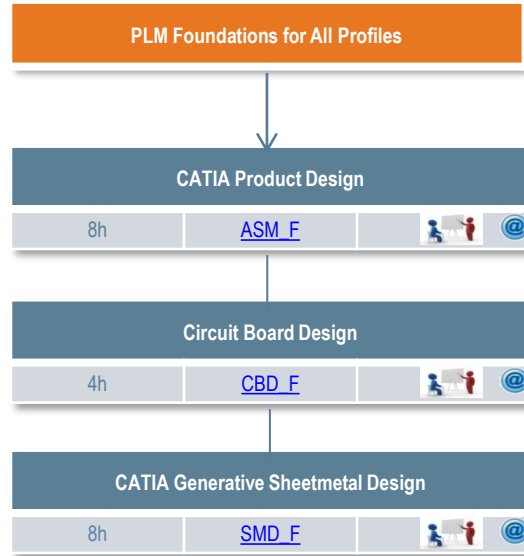 PLM Foundations for All Profiles
CATIA Product Design
8h ASM_F @
Circuit Board Design
4h CBD_F @
CATIA Generative Sheetmetal Design
8h SMD_F @